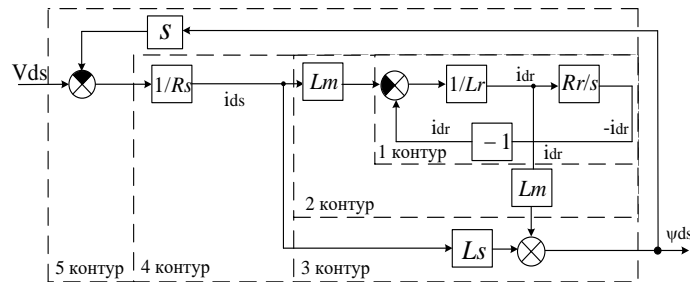 s
Vds
1/Rs
ids
Lm
1/Lr
idr
Rr/s
idr
– 1
-idr
1 контур
idr
Lm
2 контур
Ls
ψds
5 контур
4 контур
3 контур